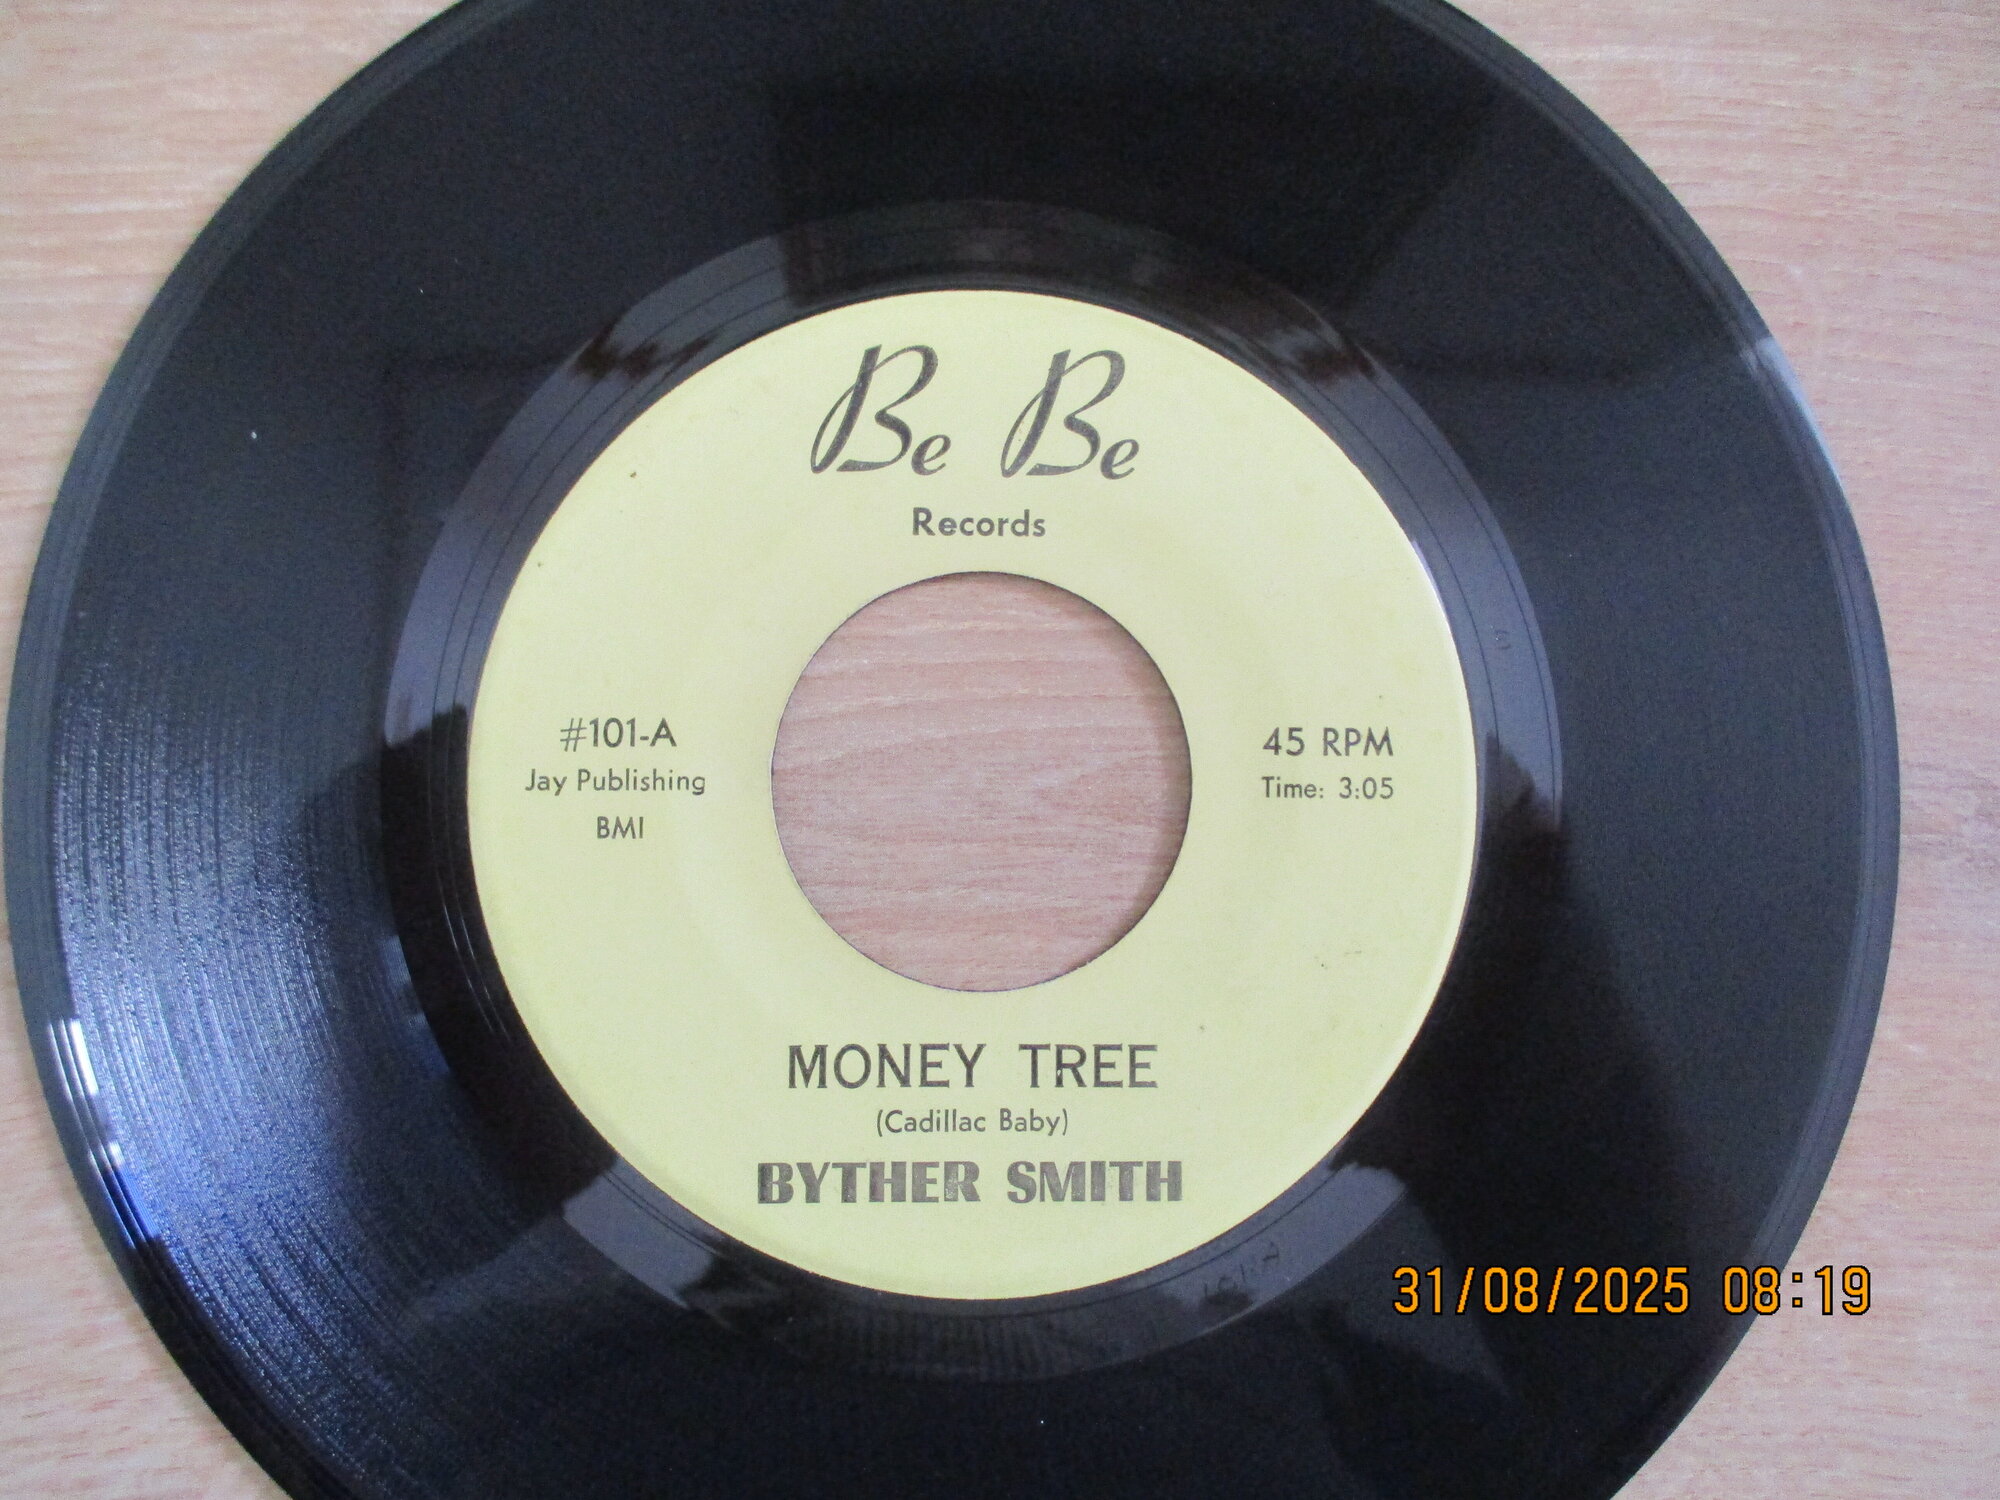 Be Be
Records
#101-A
Jay Publishing
BMI
45 RPM
Time: 3:05
MONEY TREE
(Cadillac Baby)
BYTHER SMITH
31/08/2025 08:19